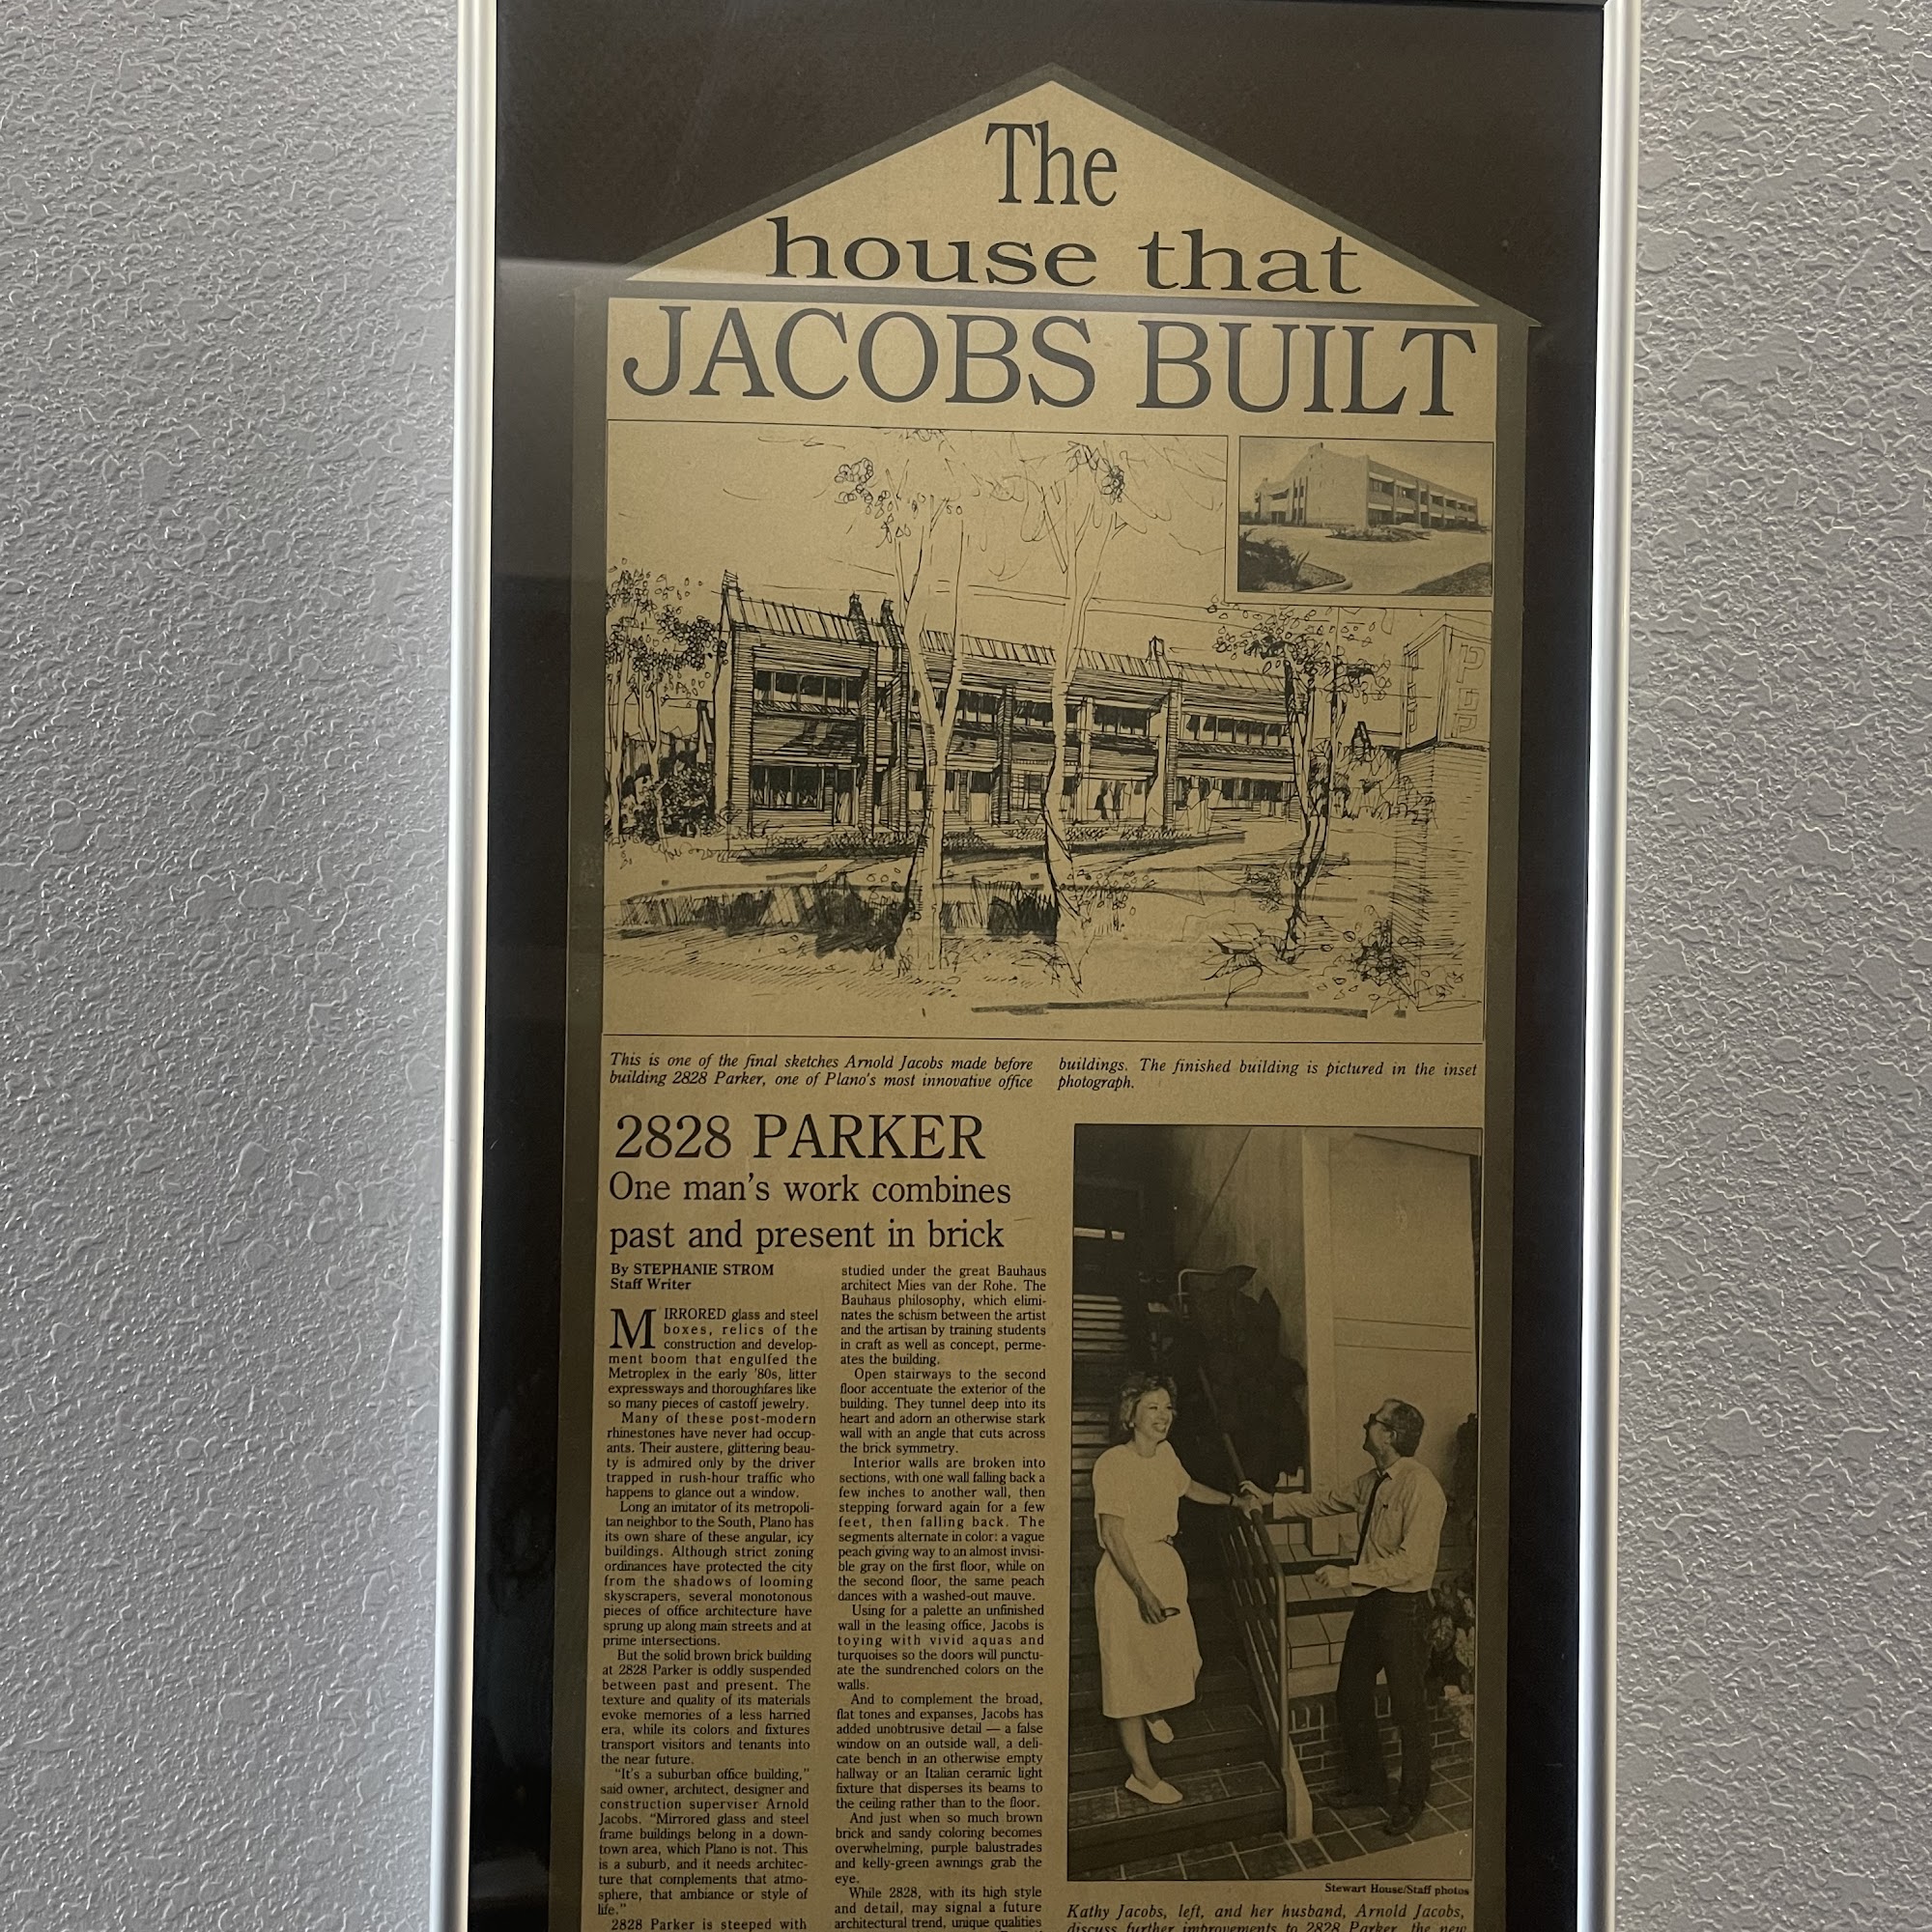 The
house that
JACOBS BUILT
This is one of the final sketches Arnold Jacobs made before
building 2828 Parker, one of Plano's most innovative office
buildings. The finished building is pictured in the inset
photograph.
2828 PARKER
One man's work combines
past and present in brick
By STEPHANIE STROM
Staff Writer
MIRRORED glass and steel
boxes, relics of the
construction and develop-
ment boom that engulfed the
Metroplex in the early '80s, litter
expressways and thoroughfares like
so many pieces of castoff jewelry.
Many of these post-modern
rhinestones have never had occup-
ants. Their austere, glittering beau-
ty is admired only by the driver
trapped in rush-hour traffic who
happens to glance out a window.
Long an imitator of its metropoli-
tan neighbor to the South, Plano has
its own share of these angular, icy
buildings. Although strict zoning
ordinances have protected the city
from the shadows of looming
skyscrapers, several monotonous
pieces of office architecture have
sprung up along main streets and at
prime intersections.
But the solid brown brick building
at 2828 Parker is oddly suspended
between past and present. The
texture and quality of its materials
evoke memories of a less harried
era, while its colors and fixtures
transport visitors and tenants into
the near future.
"It's a suburban office building,"
said owner, architect, designer and
construction superviser Arnold
Jacobs. "Mirrored glass and steel
frame buildings belong in a down-
town area, which Plano is not. This
is a suburb, and it needs architec-
ture that complements that atmo-
sphere, that ambiance or style of
life."
2828 Parker is steeped with
studied under the great Bauhaus
architect Mies van der Rohe. The
Bauhaus philosophy, which elimi-
nates the schism between the artist
and the artisan by training students
in craft as well as concept, perme-
ates the building.
Open stairways to the second
floor accentuate the exterior of the
building. They tunnel deep into its
heart and adorn an otherwise stark
wall with an angle that cuts across
the brick symmetry.
Interior walls are broken into
sections, with one wall falling back a
few inches to another wall, then
stepping forward again for a few
feet, then falling back. The
segments alternate in color: a vague
peach giving way to an almost invisi-
ble gray on the first floor, while on
the second floor, the same peach
dances with a washed-out mauve.
Using for a palette an unfinished
wall in the leasing office, Jacobs is
toying with vivid aquas and
turquoises so the doors will punctu-
ate the sundrenched colors on the
walls.
And to complement the broad,
flat tones and expanses, Jacobs has
added unobtrusive detail — a false
window on an outside wall, a deli-
cate bench in an otherwise empty
hallway or an Italian ceramic light
fixture that disperses its beams to
the ceiling rather than to the floor.
And just when so much brown
brick and sandy coloring becomes
overwhelming, purple balustrades
and kelly-green awnings grab the
eye.
While 2828, with its high style
and detail, may signal a future
architectural trend, unique qualities
Stewart House/Staff photos
Kathy Jacobs, left, and her husband, Arnold Jacobs,
discuss further improvements to 2828 Parker, the new